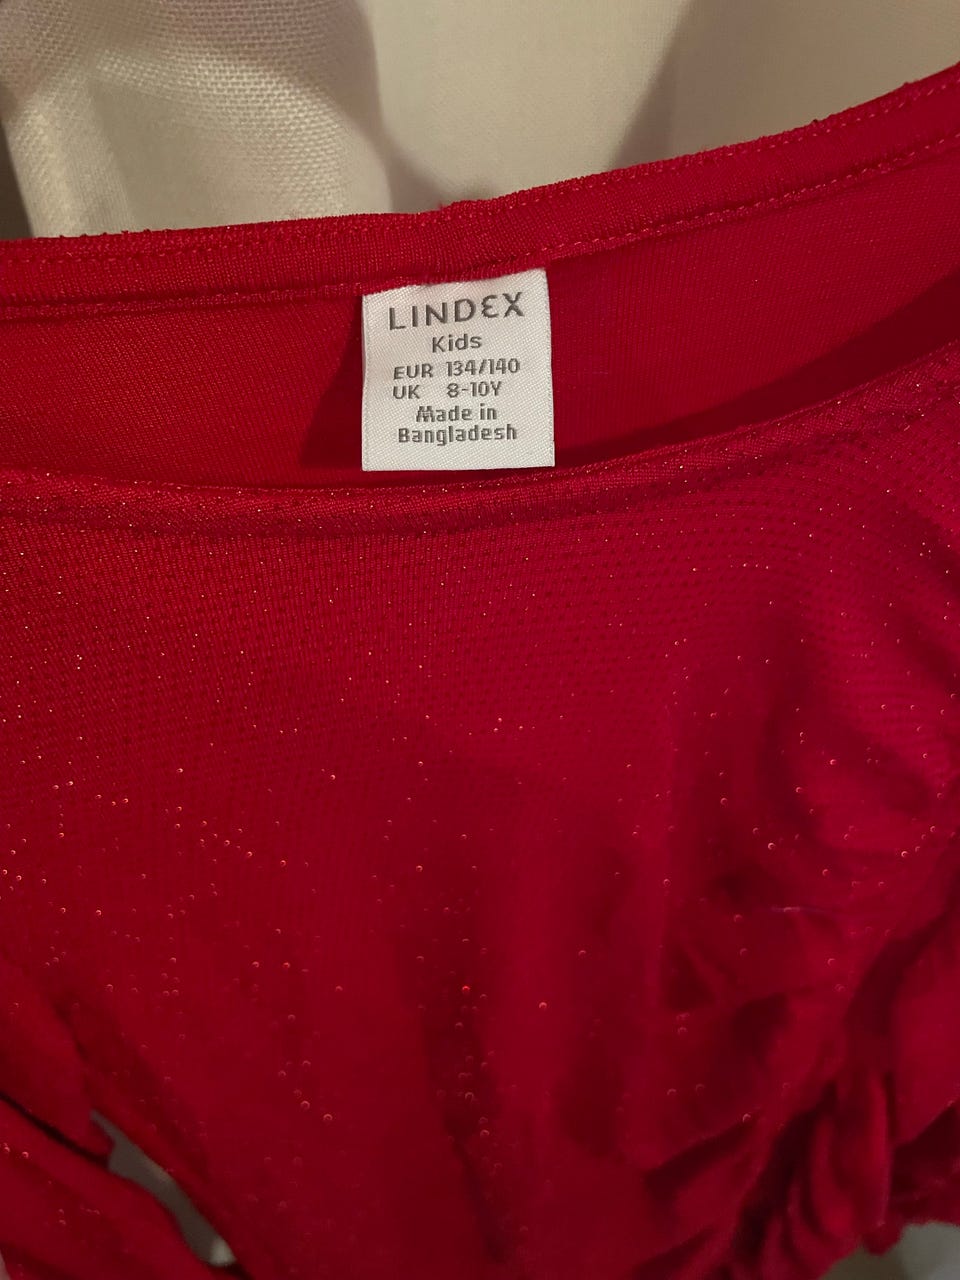 LINDEX
Kids
EUR 134/140
UK 8-10Y
Made in
Bangladesh